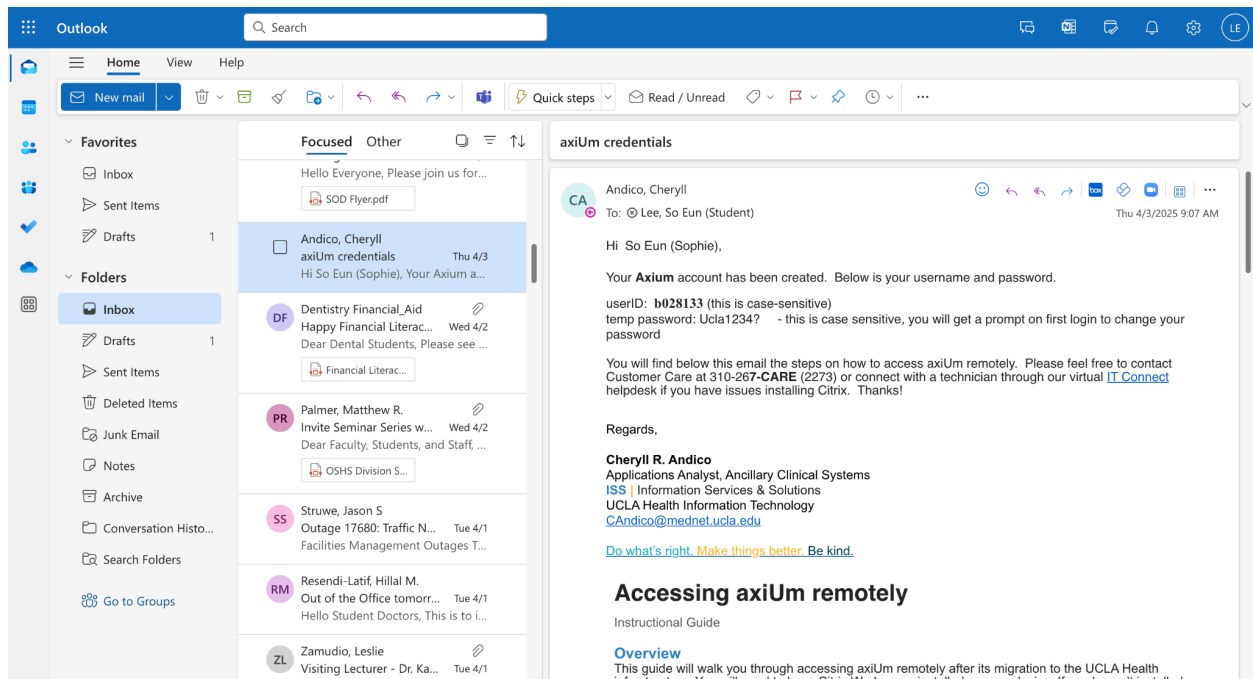 Outlook
Search
LE
Home View Help
New mail
Quick steps
Read / Unread
Favorites
Inbox
Sent Items
Drafts 1
Folders
Inbox
Drafts 1
Sent Items
Deleted Items
Junk Email
Notes
Archive
Conversation Histo...
Search Folders
Go to Groups
Focused Other
Hello Everyone, Please join us for...
SOD Flyer.pdf
Andico, Cheryll
axiUm credentials Thu 4/3
Hi So Eun (Sophie), Your Axium a...
DF
Dentistry Financial_Aid
Happy Financial Literac... Wed 4/2
Dear Dental Students, Please see ...
Financial Literac...
PR
Palmer, Matthew R.
Invite Seminar Series w... Wed 4/2
Dear Faculty, Students, and Staff, ...
OSHS Division S...
SS
Struwe, Jason S
Outage 17680: Traffic N... Tue 4/1
Facilities Management Outages T...
RM
Resendi-Latif, Hillal M.
Out of the Office tomorr... Tue 4/1
Hello Student Doctors, This is to i...
ZL
Zamudio, Leslie
Visiting Lecturer - Dr. Ka... Tue 4/1
axiUm credentials
CA
Andico, Cheryll
box
To: Lee, So Eun (Student)
Thu 4/3/2025 9:07 AM
Hi So Eun (Sophie),
Your Axium account has been created. Below is your username and password.
userID: b028133 (this is case-sensitive)
temp password: Ucla1234? - this is case sensitive, you will get a prompt on first login to change your
password
You will find below this email the steps on how to access axiUm remotely. Please feel free to contact
Customer Care at 310-267-CARE (2273) or connect with a technician through our virtual IT Connect
helpdesk if you have issues installing Citrix. Thanks!
Regards,
Cheryll R. Andico
Applications Analyst, Ancillary Clinical Systems
ISS | Information Services & Solutions
UCLA Health Information Technology
CAndico@mednet.ucla.edu
Do what's right. Make things better. Be kind.
Accessing axiUm remotely
Instructional Guide
Overview
This guide will walk you through accessing axiUm remotely after its migration to the UCLA Health